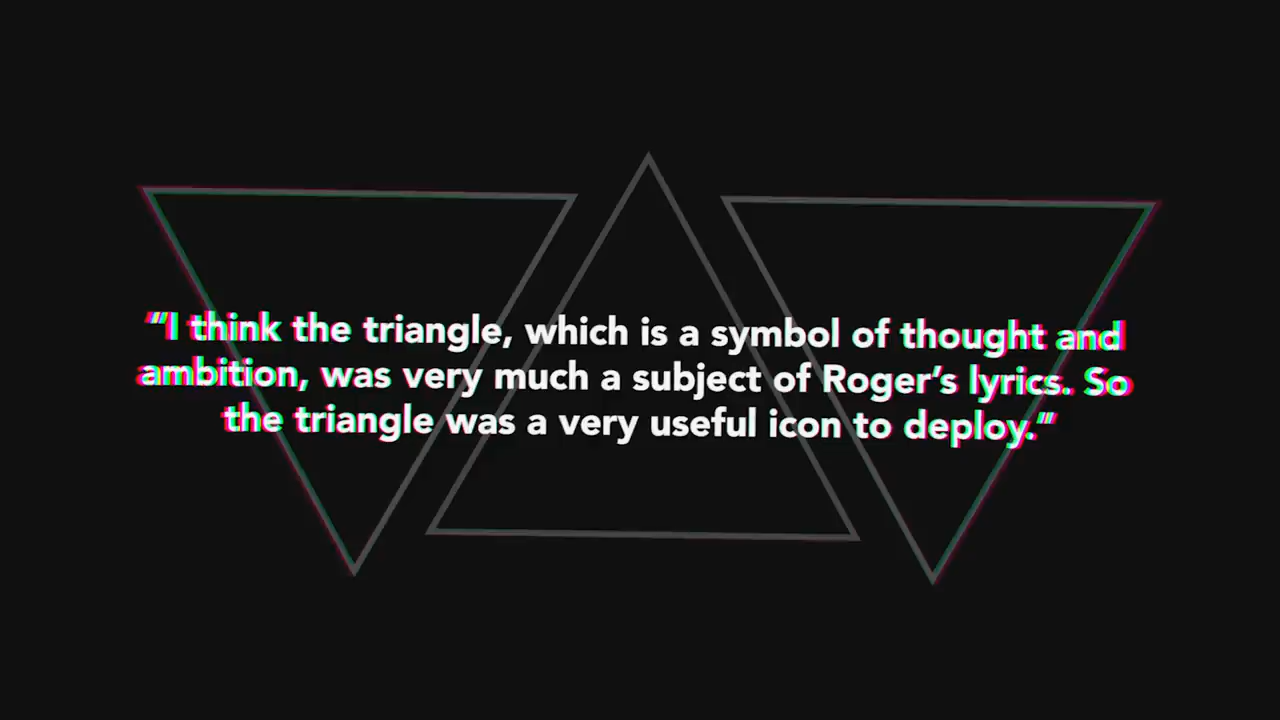 “I think the triangle, which is a symbol of thought and
ambition, was very much a subject of Roger’s lyrics. So
the triangle was a very useful icon to deploy.”